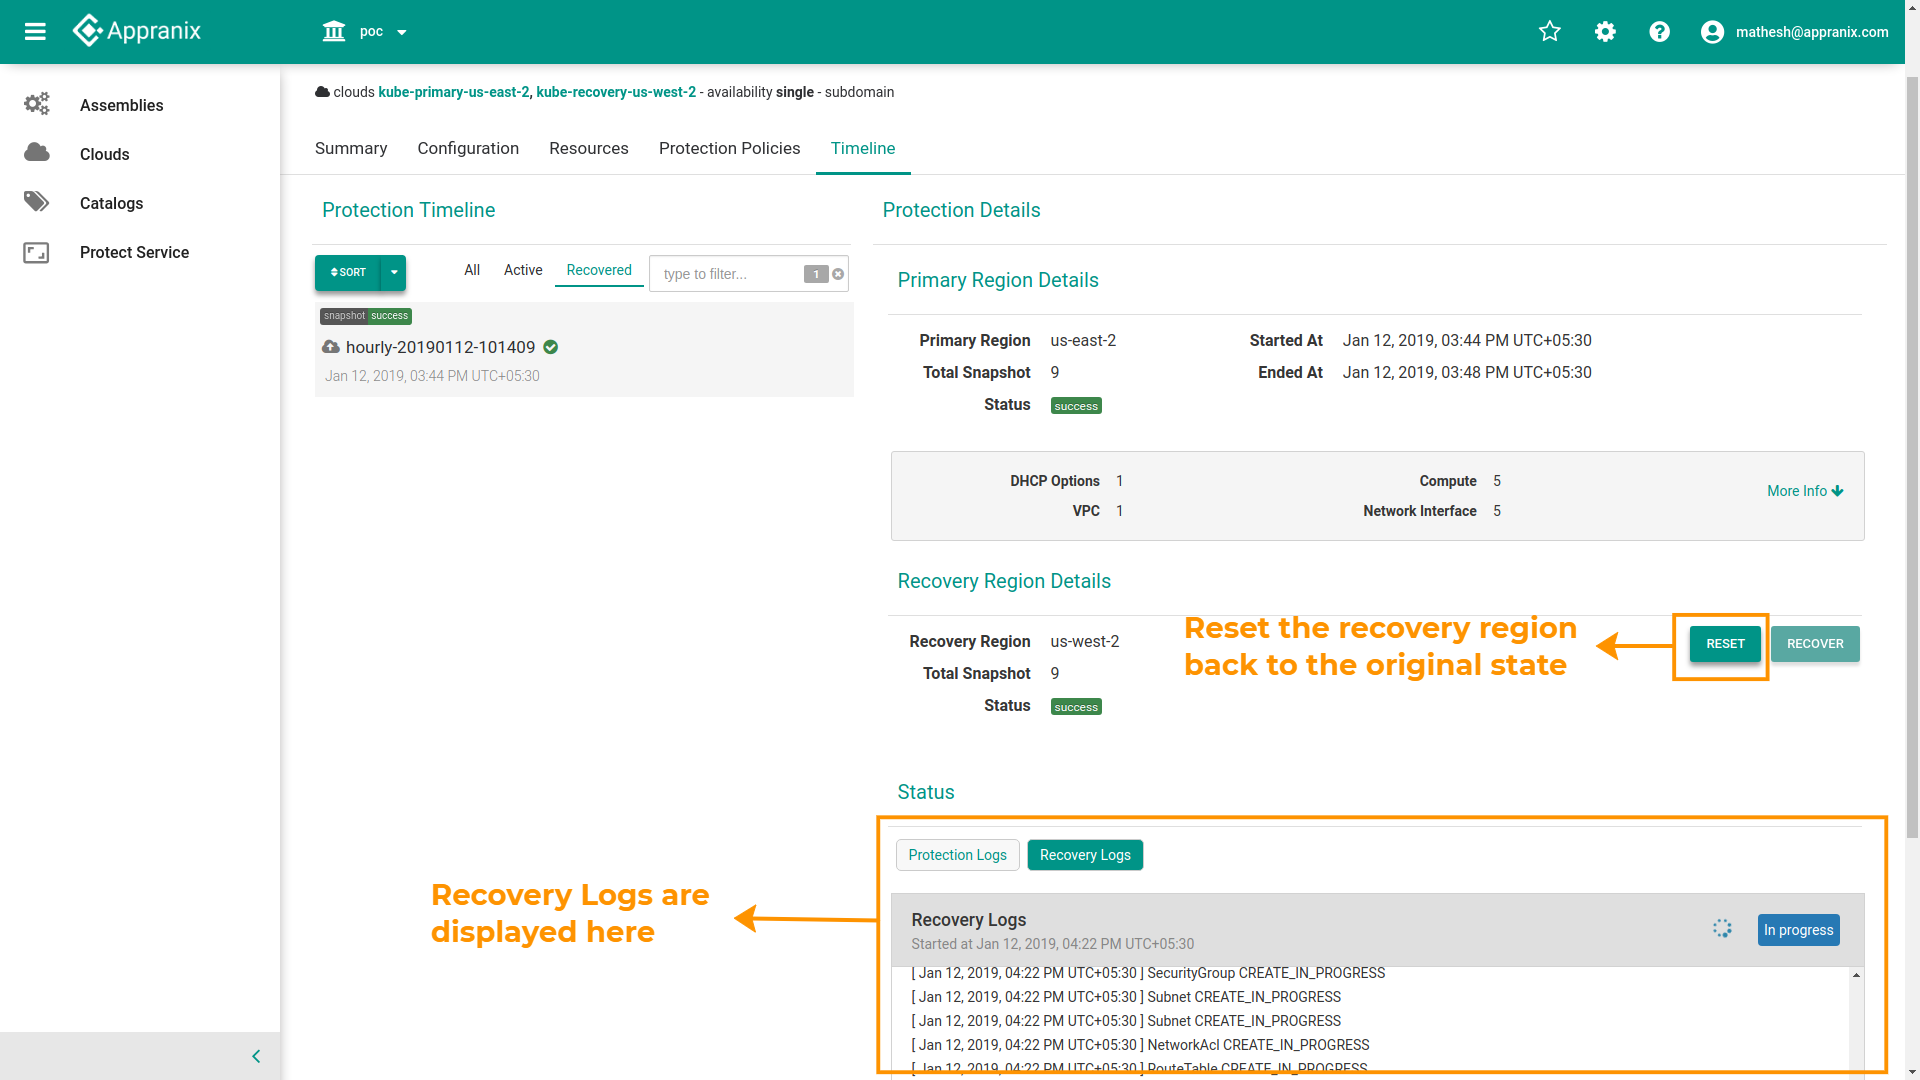 Appranix
poc
mathesh@appranix.com
Assemblies
Clouds
Catalogs
Protect Service
clouds kube-primary-us-east-2, kube-recovery-us-west-2 - availability single - subdomain
Summary Configuration Resources Protection Policies Timeline
Protection Timeline
SORT All Active Recovered type to filter... 1
snapshot success
hourly-20190112-101409
Jan 12, 2019, 03:44 PM UTC+05:30
Protection Details
Primary Region Details
Primary Region us-east-2 Started At Jan 12, 2019, 03:44 PM UTC+05:30
Total Snapshot 9 Ended At Jan 12, 2019, 03:48 PM UTC+05:30
Status success
DHCP Options 1 Compute 5
VPC 1 Network Interface 5
More Info
Recovery Region Details
Recovery Region us-west-2
Total Snapshot 9
Status success
Reset the recovery region
back to the original state
RESET RECOVER
Status
Protection Logs Recovery Logs
Recovery Logs are
displayed here
Recovery Logs
Started at Jan 12, 2019, 04:22 PM UTC+05:30
In progress
[ Jan 12, 2019, 04:22 PM UTC+05:30 ] SecurityGroup CREATE_IN_PROGRESS
[ Jan 12, 2019, 04:22 PM UTC+05:30 ] Subnet CREATE_IN_PROGRESS
[ Jan 12, 2019, 04:22 PM UTC+05:30 ] Subnet CREATE_IN_PROGRESS
[ Jan 12, 2019, 04:22 PM UTC+05:30 ] NetworkAcl CREATE_IN_PROGRESS
[ Jan 12, 2019, 04:22 PM UTC+05:30 ] RouteTable CREATE_IN_PROGRESS